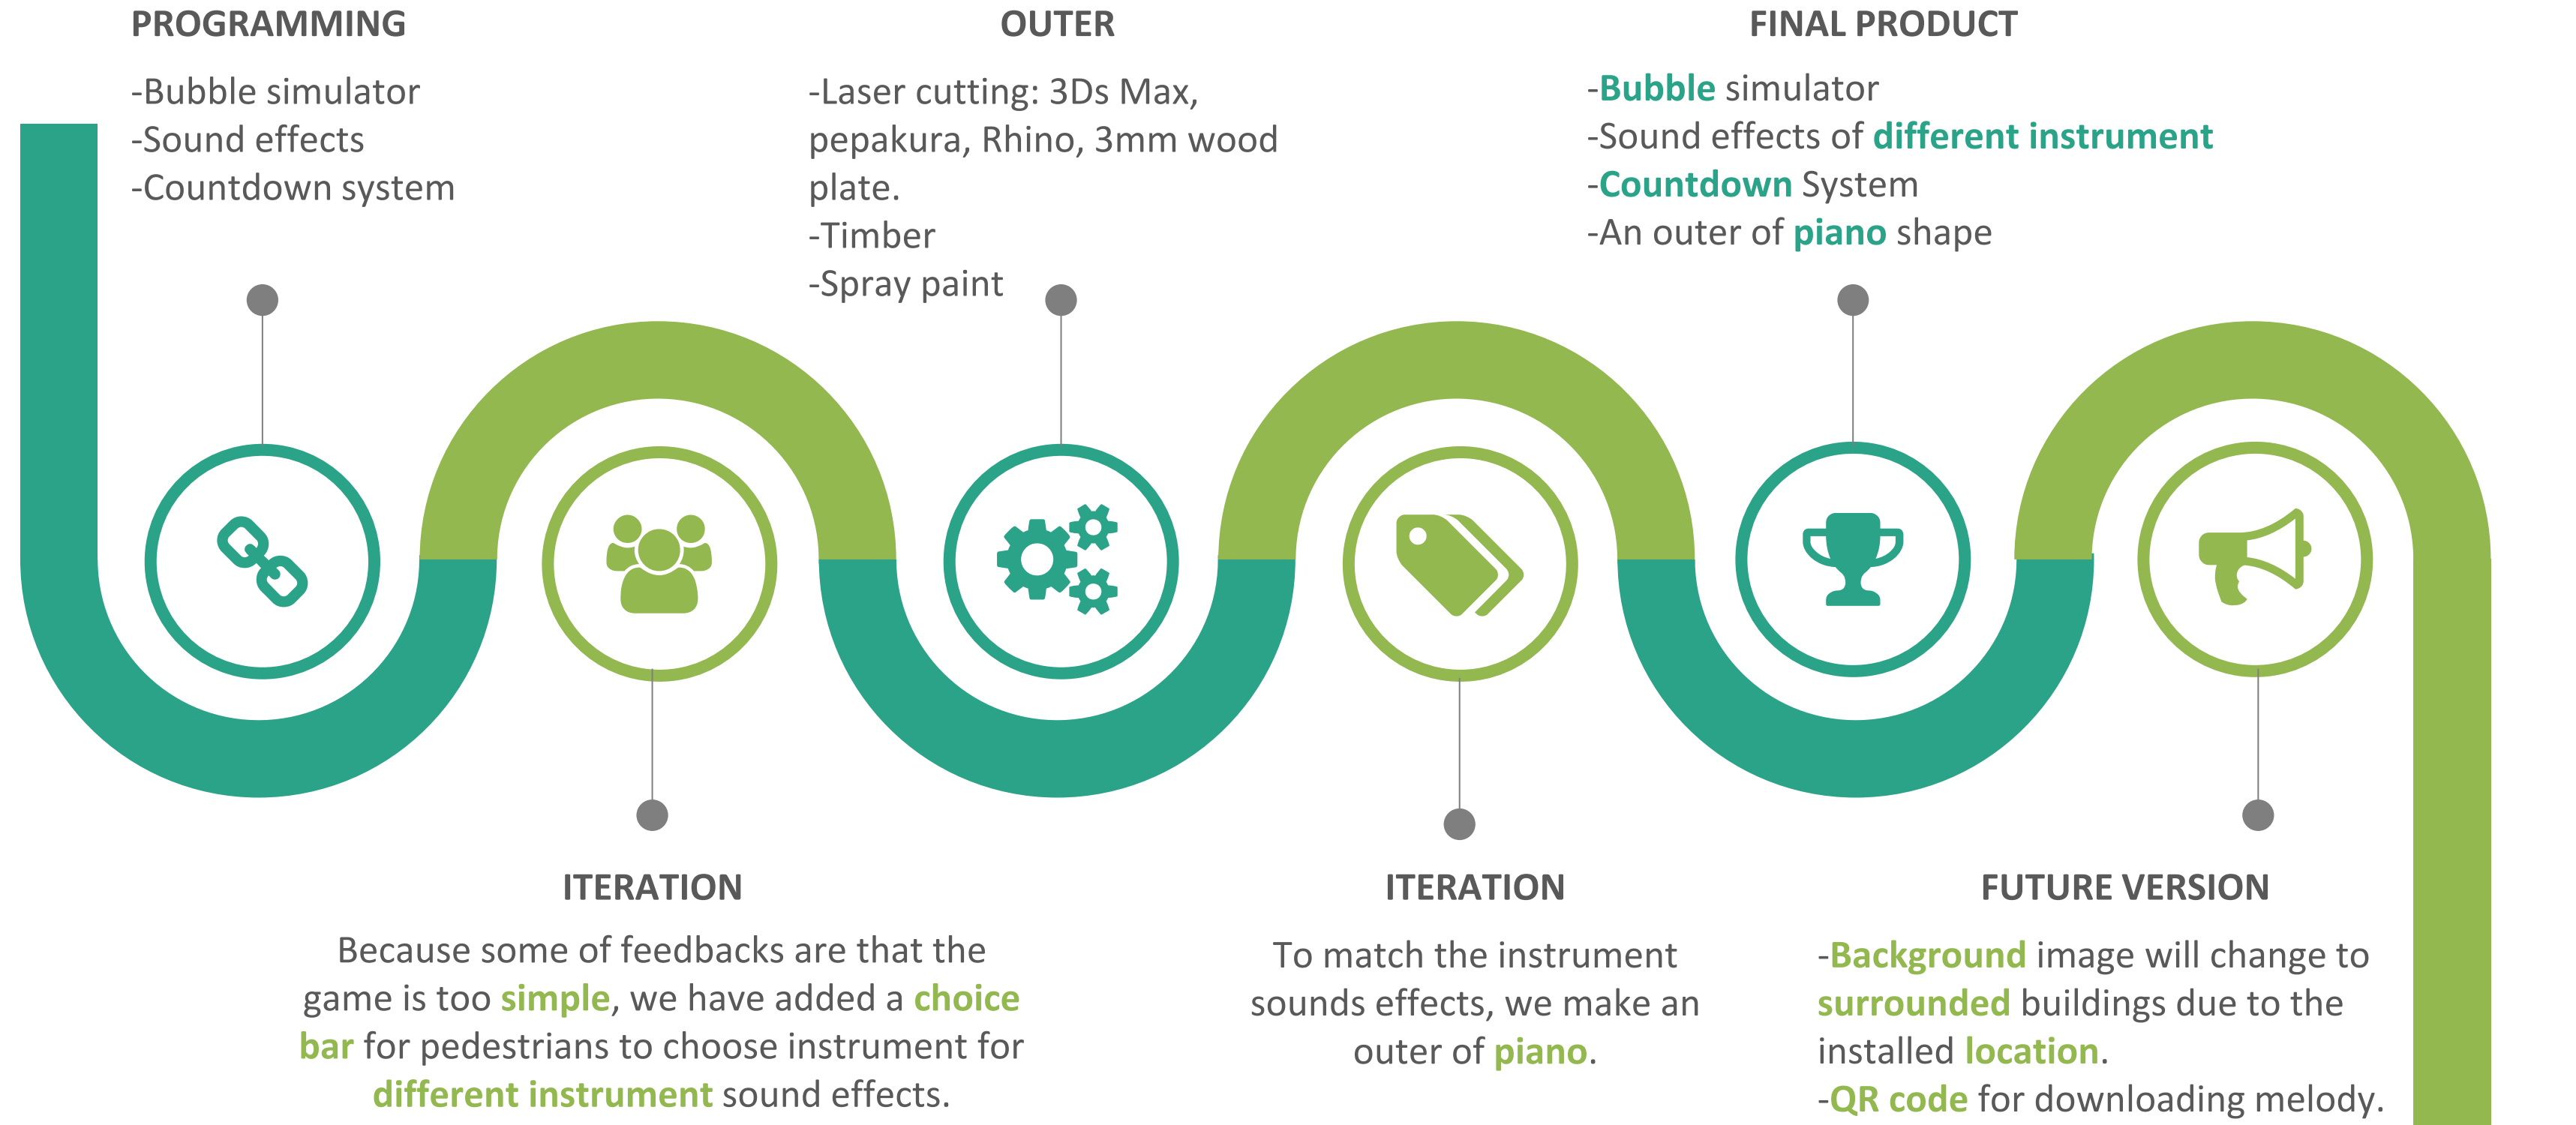 PROGRAMMING
-Bubble simulator
-Sound effects
-Countdown system
ITERATION
Because some of feedbacks are that the
game is too simple, we have added a choice
bar for pedestrians to choose instrument for
different instrument sound effects.
OUTER
-Laser cutting: 3Ds Max,
pepakura, Rhino, 3mm wood
plate.
-Timber
-Spray paint
ITERATION
To match the instrument
sounds effects, we make an
outer of piano.
FINAL PRODUCT
-Bubble simulator
-Sound effects of different instrument
-Countdown System
-An outer of piano shape
FUTURE VERSION
-Background image will change to
surrounded buildings due to the
installed location.
-QR code for downloading melody.